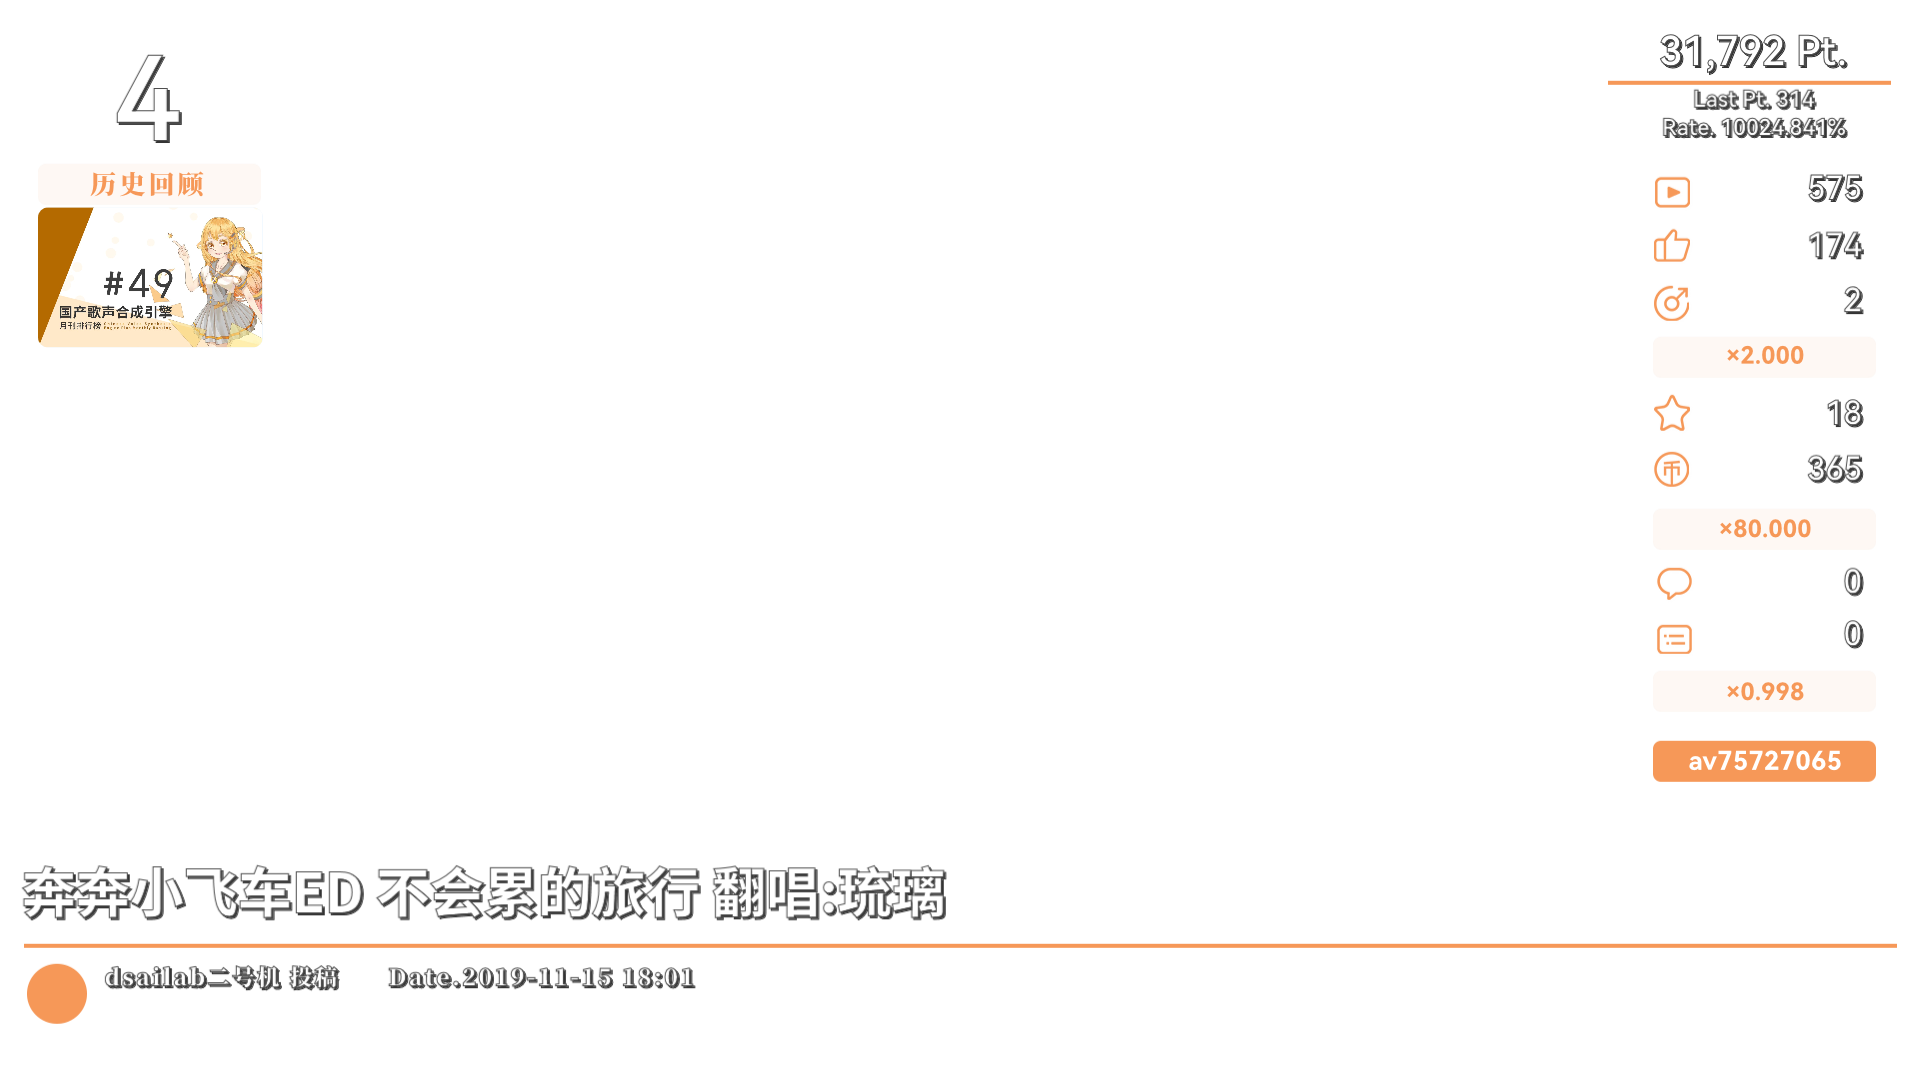 4
历史回顾
#49
国产歌声合成引擎
月刊排行榜
31,792 Pt.
Last Pt. 314
Rate. 10024.841%
575
174
2
×2.000
18
365
×80.000
0
0
×0.998
av75727065
奔奔小飞车ED 不会累的旅行 翻唱:琉璃
dsailab二号机 投稿 Date.2019-11-15 18:01